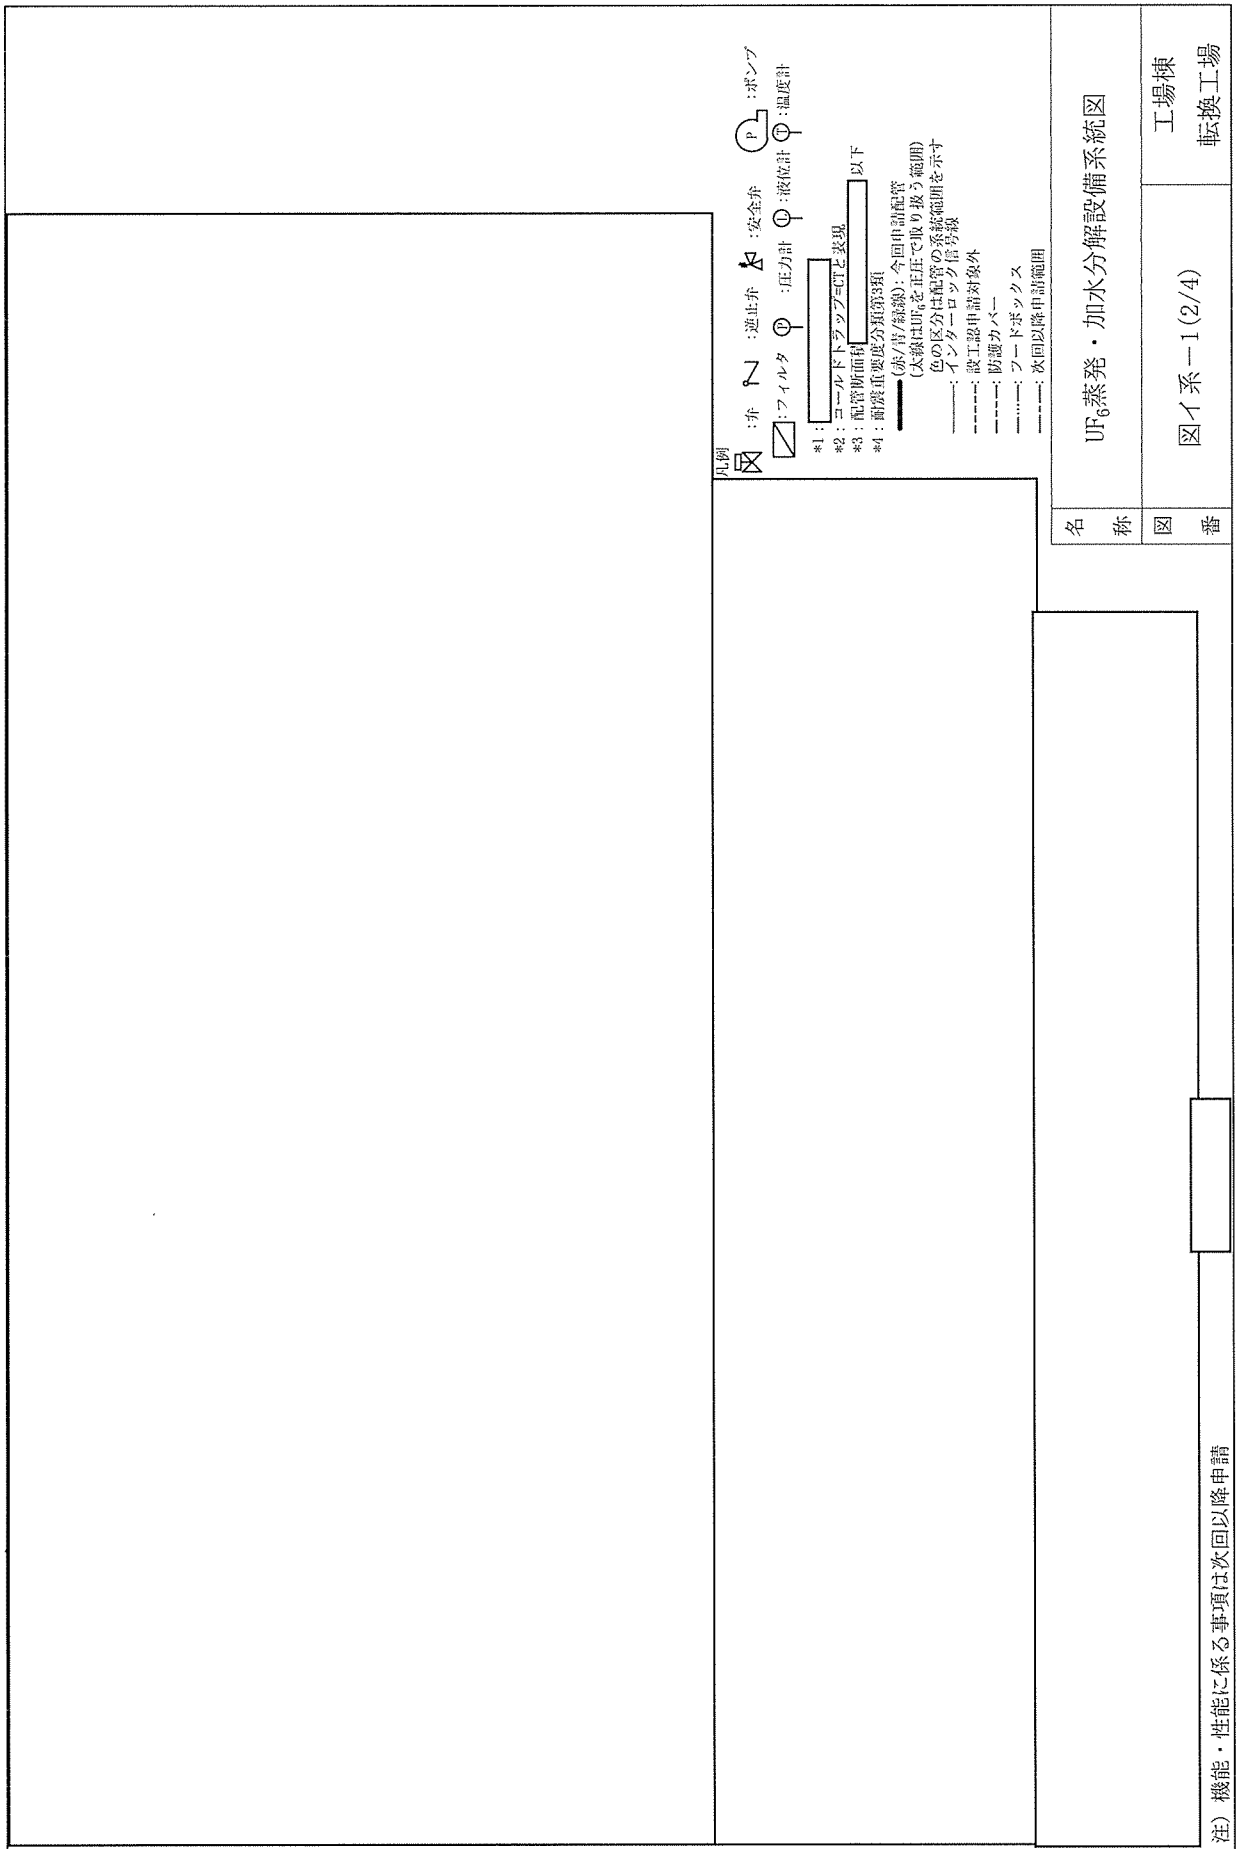 凡例
:弁 :逆止弁 :安全弁 P :ポンプ
:フィルタ P :圧力計 L :液位計 T :温度計
*1:
*2: コールドトラップ=CTと表現
*3: 配管断面積 以下
*4: 耐震重要度分類第3類
(赤/青/緑線): 今回申請配管
(太線はUF₆を正圧で取り扱う範囲)
色の区分は配管の系統範囲を示す
: インターロック信号線
: 設工認申請対象外
: 防護カバー
: フードボックス
: 次回以降申請範囲
名称 UF₆蒸発・加水分解設備系統図
図番 図イ系−1(2/4) 工場棟
転換工場
注) 機能・性能に係る事項は次回以降申請